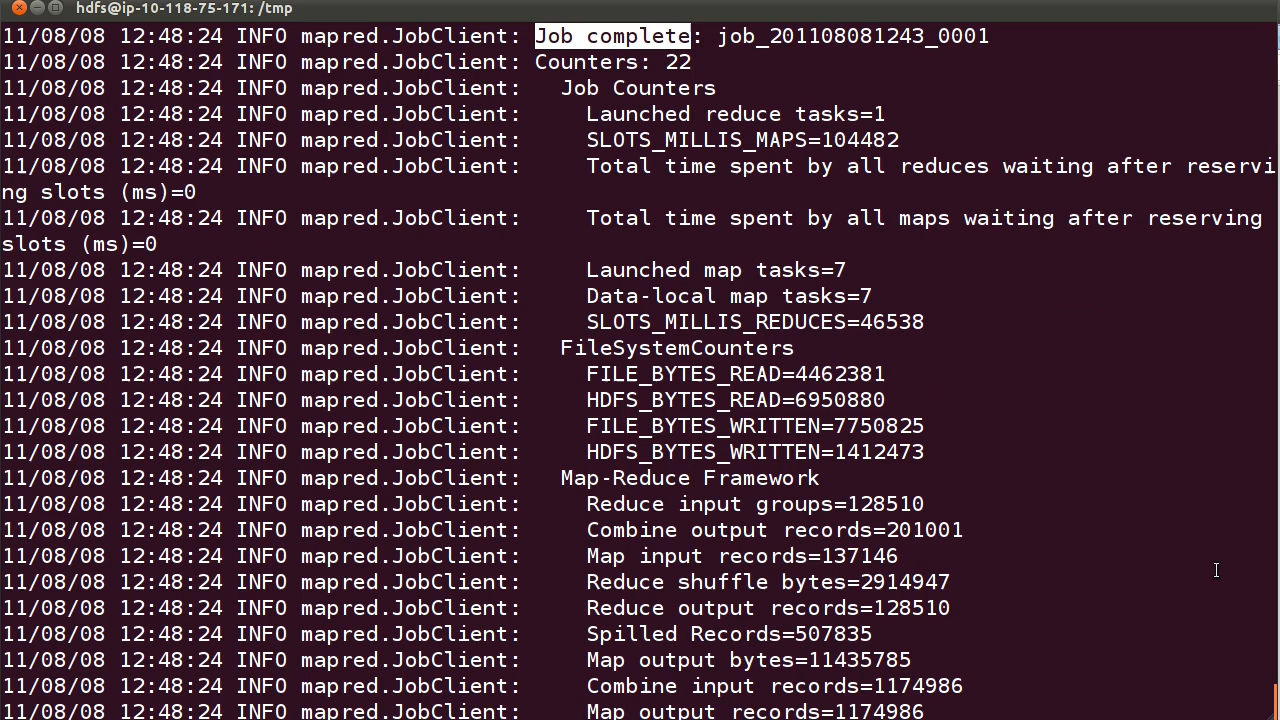 hdfs@ip-10-118-75-171: /tmp
11/08/08 12:48:24 INFO mapred.JobClient: Job complete: job_201108081243_0001
11/08/08 12:48:24 INFO mapred.JobClient: Counters: 22
11/08/08 12:48:24 INFO mapred.JobClient:   Job Counters
11/08/08 12:48:24 INFO mapred.JobClient:     Launched reduce tasks=1
11/08/08 12:48:24 INFO mapred.JobClient:     SLOTS_MILLIS_MAPS=104482
11/08/08 12:48:24 INFO mapred.JobClient:     Total time spent by all reduces waiting after reservi
ng slots (ms)=0
11/08/08 12:48:24 INFO mapred.JobClient:     Total time spent by all maps waiting after reserving
slots (ms)=0
11/08/08 12:48:24 INFO mapred.JobClient:     Launched map tasks=7
11/08/08 12:48:24 INFO mapred.JobClient:     Data-local map tasks=7
11/08/08 12:48:24 INFO mapred.JobClient:     SLOTS_MILLIS_REDUCES=46538
11/08/08 12:48:24 INFO mapred.JobClient:   FileSystemCounters
11/08/08 12:48:24 INFO mapred.JobClient:     FILE_BYTES_READ=4462381
11/08/08 12:48:24 INFO mapred.JobClient:     HDFS_BYTES_READ=6950880
11/08/08 12:48:24 INFO mapred.JobClient:     FILE_BYTES_WRITTEN=7750825
11/08/08 12:48:24 INFO mapred.JobClient:     HDFS_BYTES_WRITTEN=1412473
11/08/08 12:48:24 INFO mapred.JobClient:   Map-Reduce Framework
11/08/08 12:48:24 INFO mapred.JobClient:     Reduce input groups=128510
11/08/08 12:48:24 INFO mapred.JobClient:     Combine output records=201001
11/08/08 12:48:24 INFO mapred.JobClient:     Map input records=137146
11/08/08 12:48:24 INFO mapred.JobClient:     Reduce shuffle bytes=2914947
11/08/08 12:48:24 INFO mapred.JobClient:     Reduce output records=128510
11/08/08 12:48:24 INFO mapred.JobClient:     Spilled Records=507835
11/08/08 12:48:24 INFO mapred.JobClient:     Map output bytes=11435785
11/08/08 12:48:24 INFO mapred.JobClient:     Combine input records=1174986
11/08/08 12:48:24 INFO mapred.JobClient:     Map output records=1174986